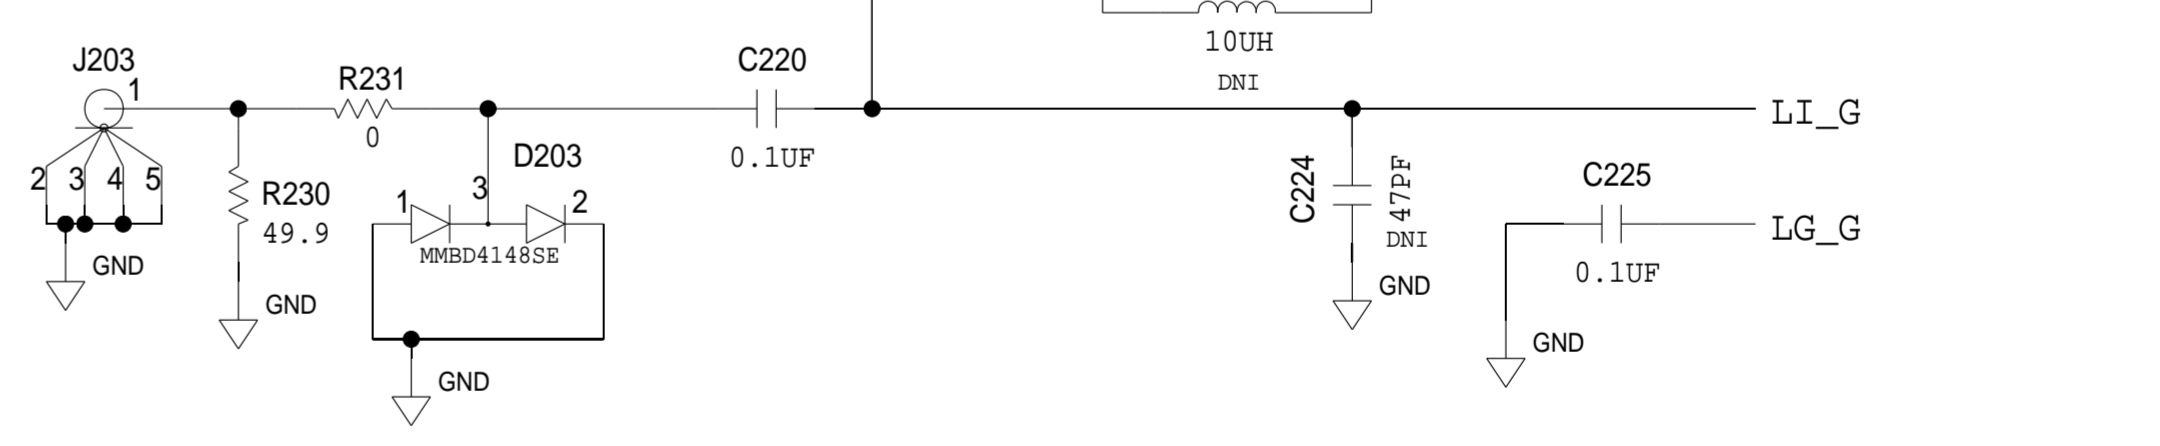 10UH
DNI
J203
1
R231
0
C220
0.1UF
LI_G
2 3 4 5
GND
R230
49.9
GND
D203
1 3 2
MMBD4148SE
GND
C224
47PF
DNI
GND
C225
0.1UF
LG_G
GND